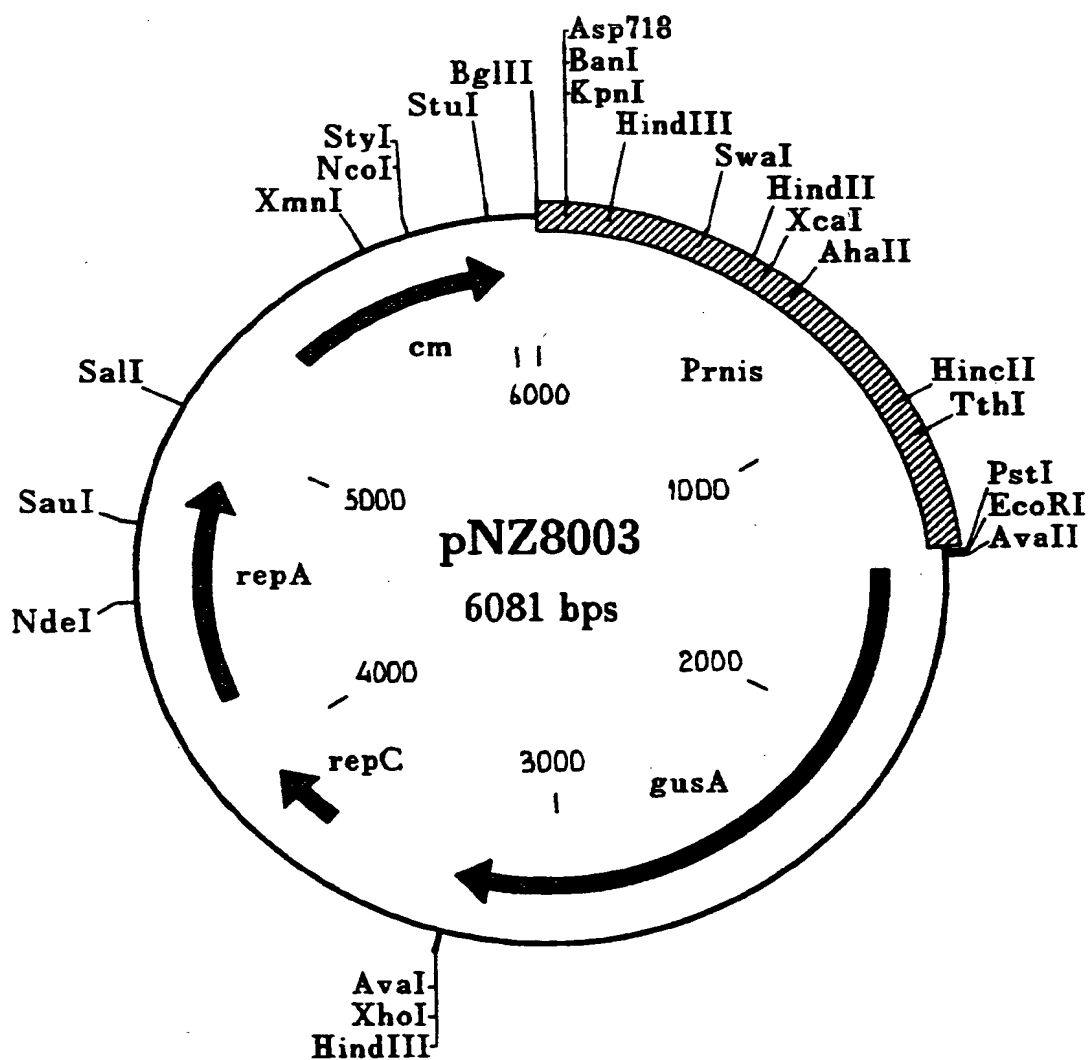 Asp718
BanI
KpnI
HindIII
SwaI
HindII
XcaI
AhaII
HincII
TthI
PstI
EcoRI
AvaII
BglII
StuI
StyI
NcoI
XmnI
SalI
SauI
NdeI
AvaI
XhoI
HindIII
cm
6000
Prnis
1000
5000
pNZ8003
6081 bps
repA
4000
2000
repC
3000
gusA